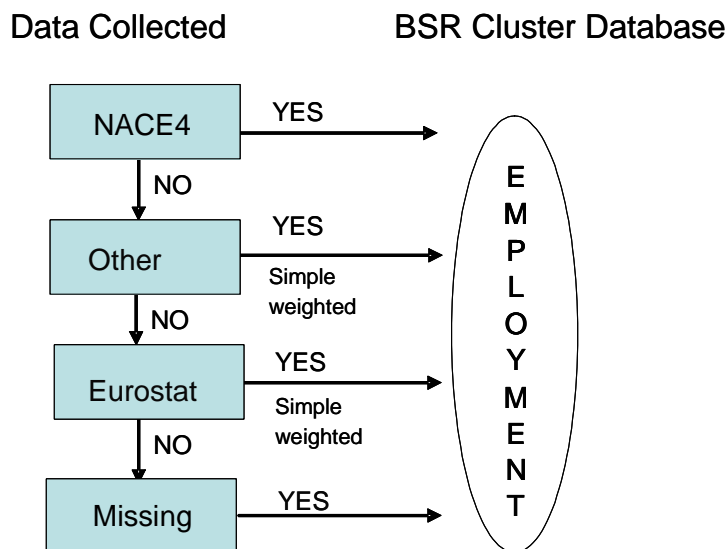 Data Collected
BSR Cluster Database
NACE4
YES
NO
Other
YES
Simple
weighted
NO
Eurostat
YES
Simple
weighted
NO
Missing
YES
E
M
P
L
O
Y
M
E
N
T